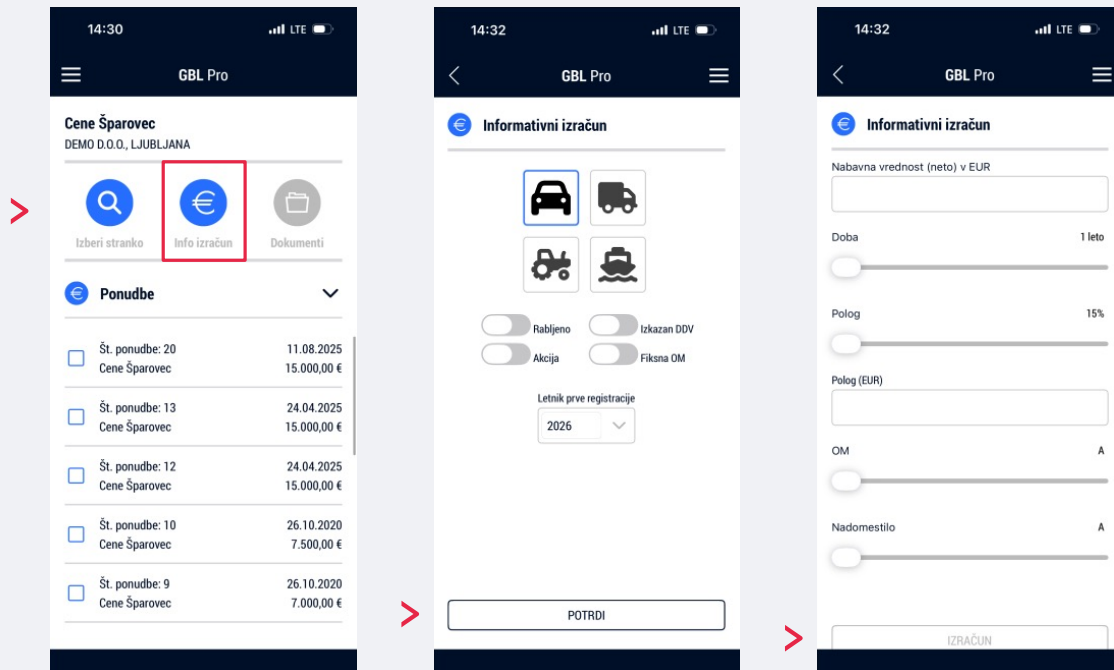 14:30
LTE
GBL Pro
Cene Šparovec
DEMO D.O.O., LJUBLJANA
Izberi stranko
Info izračun
Dokumenti
Ponudbe
Št. ponudbe: 20 11.08.2025
Cene Šparovec 15.000,00 €
Št. ponudbe: 13 24.04.2025
Cene Šparovec 15.000,00 €
Št. ponudbe: 12 24.04.2025
Cene Šparovec 15.000,00 €
Št. ponudbe: 10 26.10.2020
Cene Šparovec 7.500,00 €
Št. ponudbe: 9 26.10.2020
Cene Šparovec 7.000,00 €
14:32
LTE
GBL Pro
Informativni izračun
Rabljeno
Izkazan DDV
Akcija
Fiksna OM
Letnik prve registracije
2026
POTRDI
14:32
LTE
GBL Pro
Informativni izračun
Nabavna vrednost (neto) v EUR
Doba 1 leto
Polog 15%
Polog (EUR)
OM A
Nadomestilo A
IZRAČUN